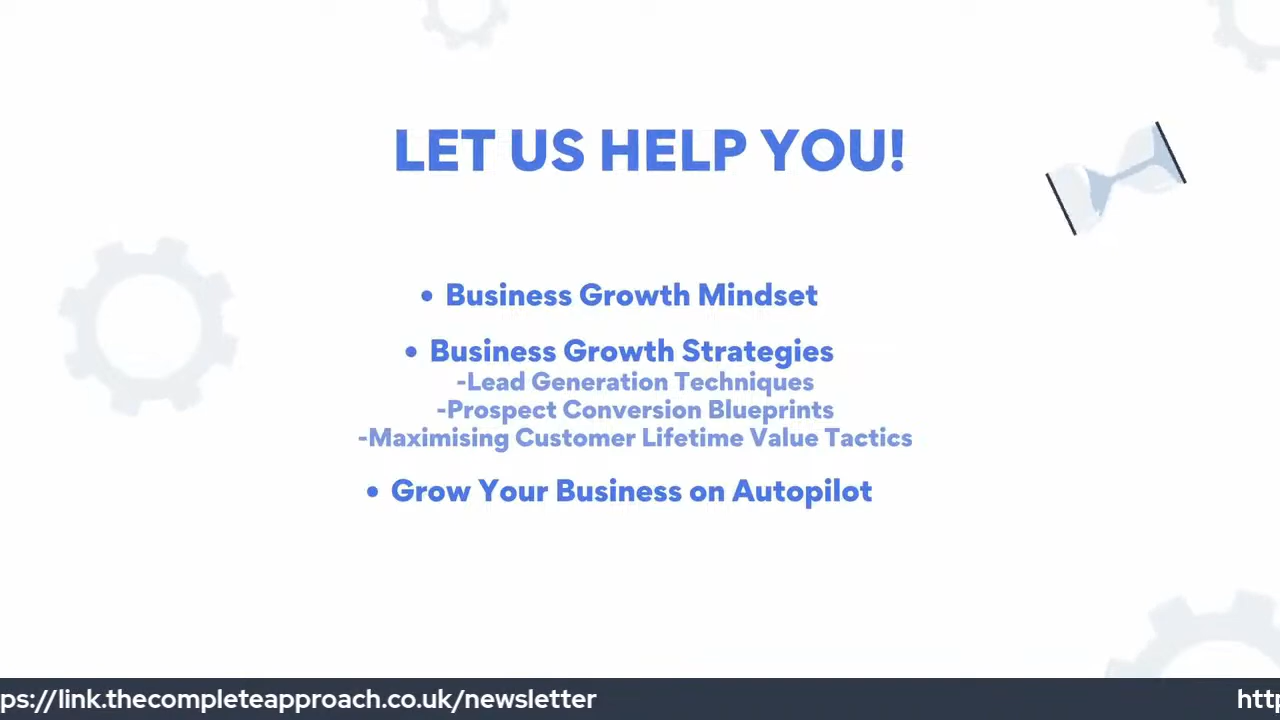 LET US HELP YOU!
• Business Growth Mindset
• Business Growth Strategies
-Lead Generation Techniques
-Prospect Conversion Blueprints
-Maximising Customer Lifetime Value Tactics
• Grow Your Business on Autopilot
ps://link.thecompleteapproach.co.uk/newsletter
http